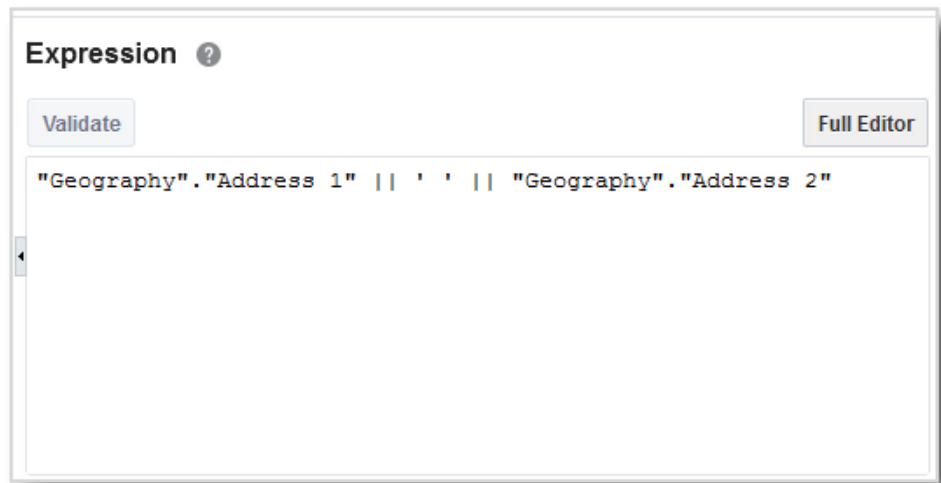 Expression ?
Validate
Full Editor
"Geography"."Address 1" || ' ' || "Geography"."Address 2"